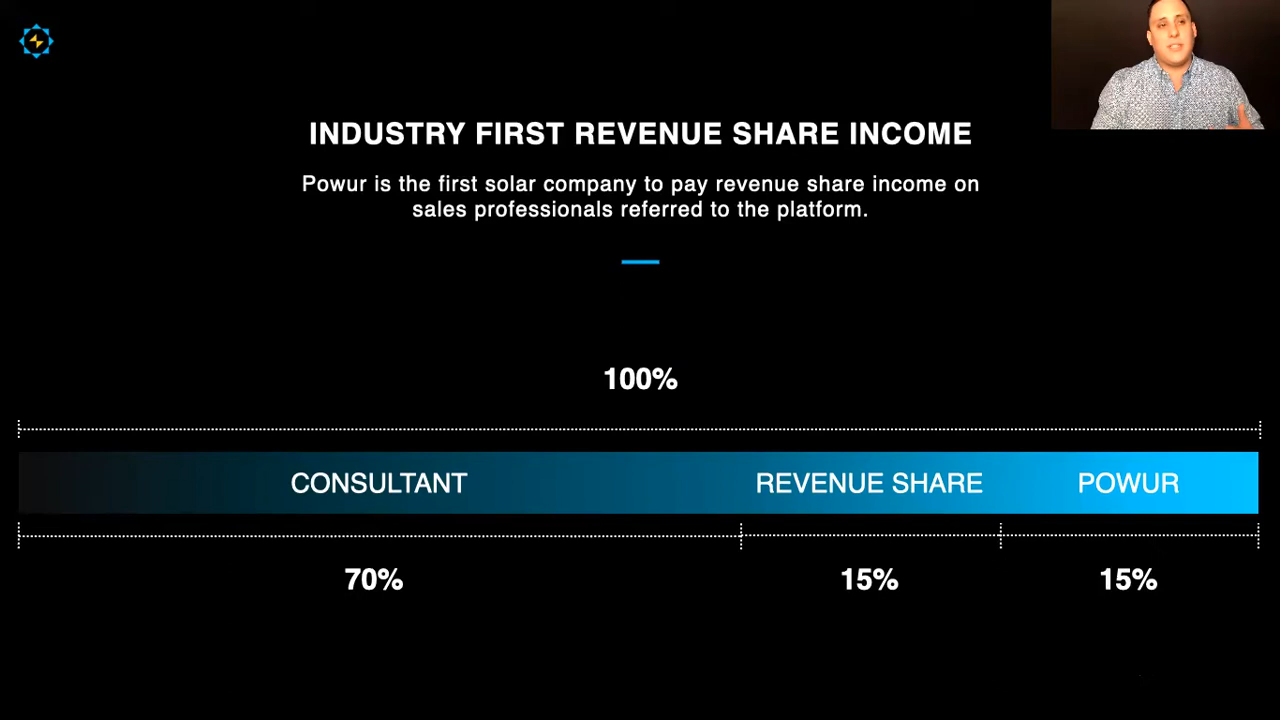 INDUSTRY FIRST REVENUE SHARE INCOME
Powur is the first solar company to pay revenue share income on
sales professionals referred to the platform.
100%
CONSULTANT REVENUE SHARE POWUR
70% 15% 15%